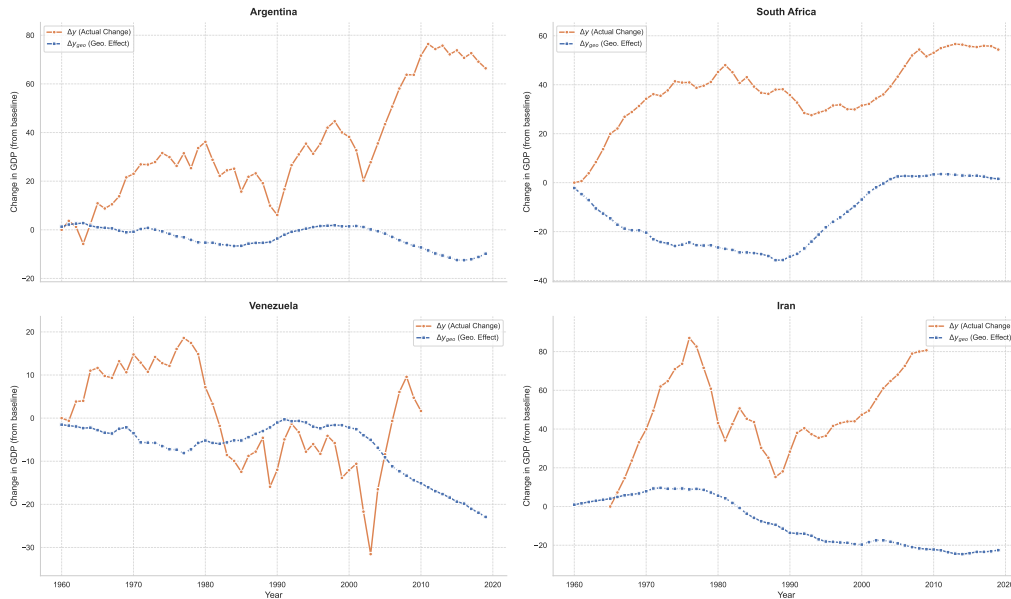 Argentina
Δy (Actual Change)
Δy_geo (Geo. Effect)
Change in GDP (from baseline)
80
60
40
20
0
−20
South Africa
Δy (Actual Change)
Δy_geo (Geo. Effect)
Change in GDP (from baseline)
60
40
20
0
−20
−40
Venezuela
Δy (Actual Change)
Δy_geo (Geo. Effect)
Change in GDP (from baseline)
20
10
0
−10
−20
−30
1960 1970 1980 1990 2000 2010 2020
Year
Iran
Δy (Actual Change)
Δy_geo (Geo. Effect)
Change in GDP (from baseline)
80
60
40
20
0
−20
1960 1970 1980 1990 2000 2010 2020
Year